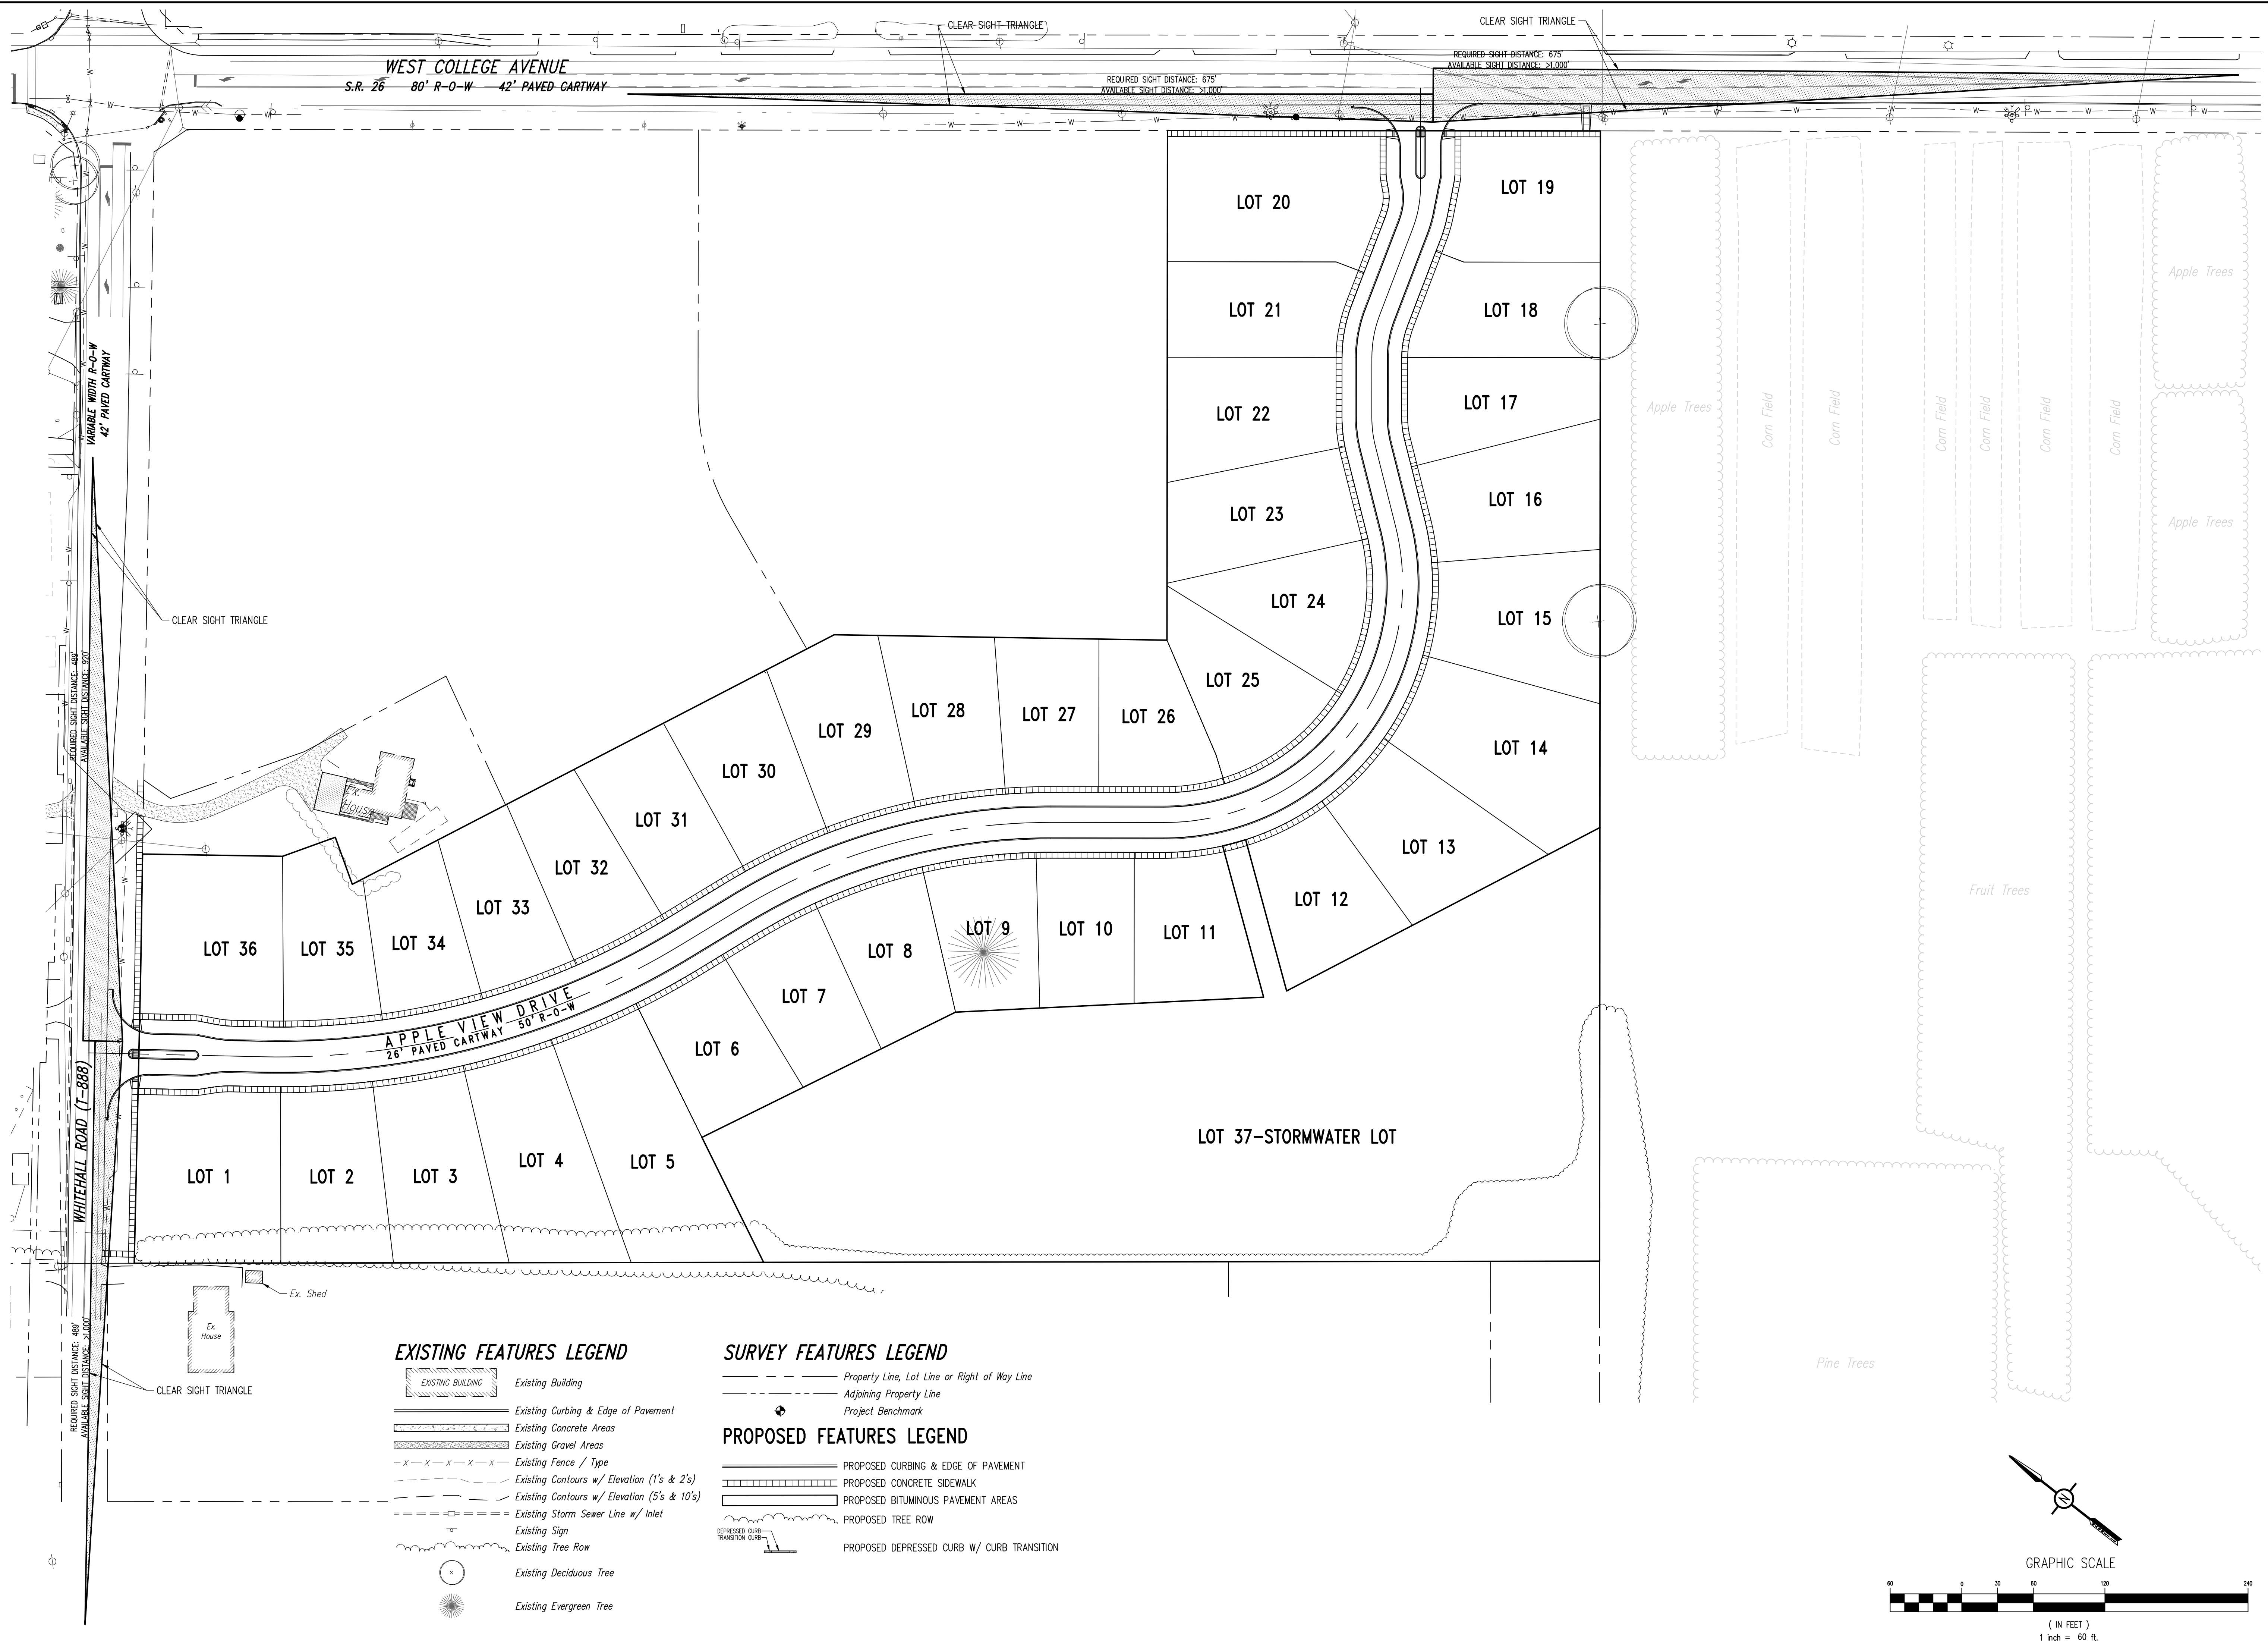 CLEAR SIGHT TRIANGLE
CLEAR SIGHT TRIANGLE
WEST COLLEGE AVENUE
S.R. 26 80' R-O-W 42' PAVED CARTWAY
REQUIRED SIGHT DISTANCE: 675'
AVAILABLE SIGHT DISTANCE: >1,000'
REQUIRED SIGHT DISTANCE: 675'
AVAILABLE SIGHT DISTANCE: >1,000'
VARIABLE WIDTH R-O-W
42' PAVED CARTWAY
CLEAR SIGHT TRIANGLE
REQUIRED SIGHT DISTANCE: 489'
AVAILABLE SIGHT DISTANCE: 920'
LOT 20
LOT 19
LOT 21
LOT 18
LOT 22
LOT 17
LOT 23
LOT 16
LOT 24
LOT 15
LOT 25
LOT 14
LOT 26
LOT 27
LOT 28
LOT 29
LOT 30
LOT 31
LOT 32
LOT 33
LOT 34
LOT 35
LOT 36
LOT 13
LOT 12
LOT 11
LOT 10
LOT 9
LOT 8
LOT 7
LOT 6
LOT 5
LOT 4
LOT 3
LOT 2
LOT 1
LOT 37-STORMWATER LOT
Ex.
House
APPLE VIEW DRIVE
26' PAVED CARTWAY 50' R-O-W
WHITEHALL ROAD (T-888)
Apple Trees
Corn Field
Corn Field
Corn Field
Corn Field
Corn Field
Corn Field
Apple Trees
Apple Trees
Fruit Trees
Pine Trees
Ex. Shed
Ex.
House
REQUIRED SIGHT DISTANCE: 489'
AVAILABLE SIGHT DISTANCE: >1,000'
CLEAR SIGHT TRIANGLE
EXISTING FEATURES LEGEND
EXISTING BUILDING
Existing Building
Existing Curbing & Edge of Pavement
Existing Concrete Areas
Existing Gravel Areas
Existing Fence / Type
Existing Contours w/ Elevation (1's & 2's)
Existing Contours w/ Elevation (5's & 10's)
Existing Storm Sewer Line w/ Inlet
Existing Sign
Existing Tree Row
Existing Deciduous Tree
Existing Evergreen Tree
SURVEY FEATURES LEGEND
Property Line, Lot Line or Right of Way Line
Adjoining Property Line
Project Benchmark
PROPOSED FEATURES LEGEND
PROPOSED CURBING & EDGE OF PAVEMENT
PROPOSED CONCRETE SIDEWALK
PROPOSED BITUMINOUS PAVEMENT AREAS
PROPOSED TREE ROW
DEPRESSED CURB
TRANSITION CURB
PROPOSED DEPRESSED CURB W/ CURB TRANSITION
N
GRAPHIC SCALE
60 0 30 60 120 240
( IN FEET )
1 inch = 60 ft.